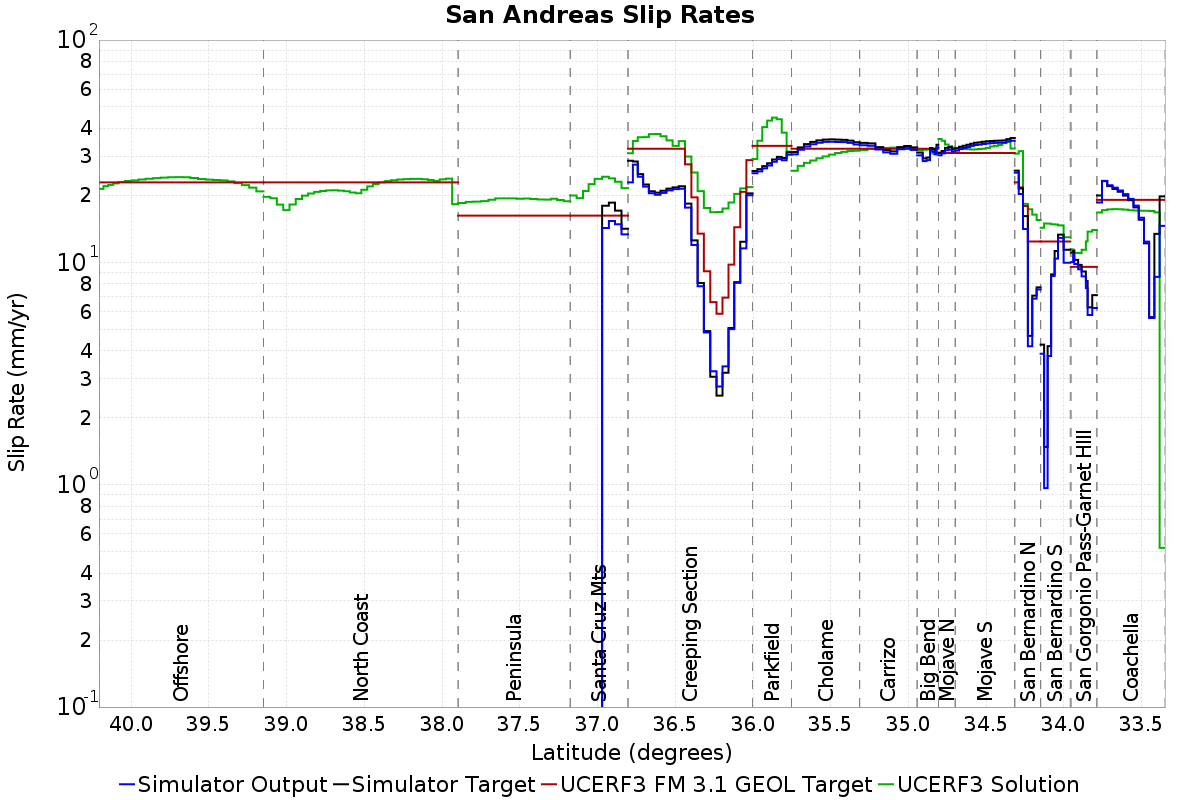 San Andreas Slip Rates
Slip Rate (mm/yr)
10^2
8
6
4
3
2
10^1
8
6
4
3
2
10^0
8
6
4
3
2
10^-1
Offshore
North Coast
Peninsula
Santa Cruz Mts
Creeping Section
Parkfield
Cholame
Carrizo
Big Bend
Mojave N
Mojave S
San Bernardino N
San Bernardino S
San Gorgonio Pass-Garnet HIll
Coachella
40.0 39.5 39.0 38.5 38.0 37.5 37.0 36.5 36.0 35.5 35.0 34.5 34.0 33.5
Latitude (degrees)
Simulator Output Simulator Target UCERF3 FM 3.1 GEOL Target UCERF3 Solution